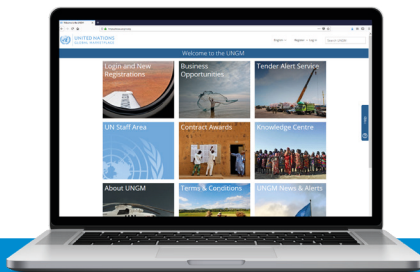 UNITED NATIONS
GLOBAL MARKETPLACE
English
Register
Log in
Welcome to the UNGM
Login and New
Registrations
Business
Opportunities
Tender Alert Service
UN Staff Area
Contract Awards
Knowledge Centre
About UNGM
Terms & Conditions
UNGM News & Alerts